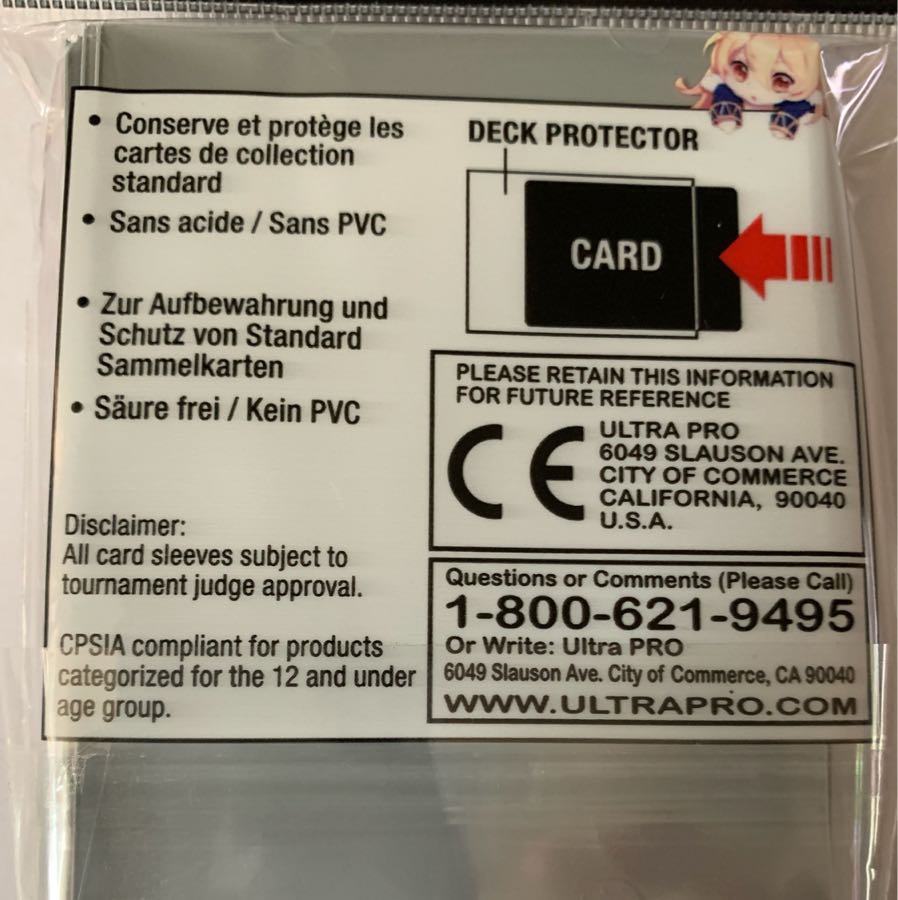 • Conserve et protège les
cartes de collection
standard
• Sans acide / Sans PVC
• Zur Aufbewahrung und
Schutz von Standard
Sammelkarten
• Säure frei / Kein PVC
Disclaimer:
All card sleeves subject to
tournament judge approval.
CPSIA compliant for products
categorized for the 12 and under
age group.
DECK PROTECTOR
CARD
PLEASE RETAIN THIS INFORMATION
FOR FUTURE REFERENCE
CE
ULTRA PRO
6049 SLAUSON AVE.
CITY OF COMMERCE
CALIFORNIA, 90040
U.S.A.
Questions or Comments (Please Call)
1-800-621-9495
Or Write: Ultra PRO
6049 Slauson Ave. City of Commerce, CA 90040
WWW.ULTRAPRO.COM